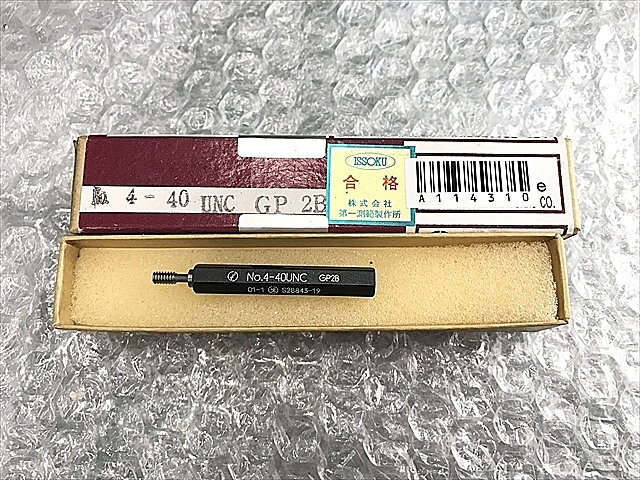 ISSOKU
合格
株式会社
第一測範製作所
№ 4-40 UNC GP 2B
A114310
e
CO.
No.4-40UNC GP2B
01-1 S28843-19